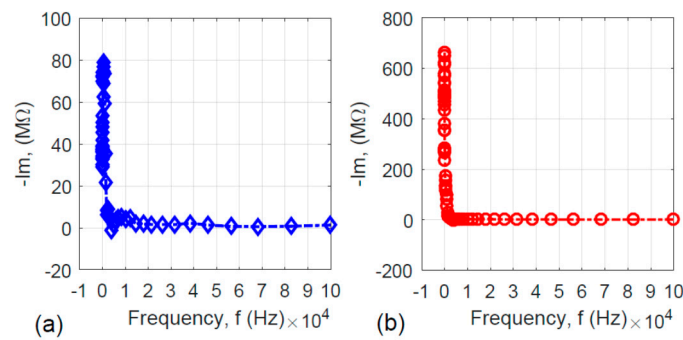 100
80
60
40
20
0
-20
-Im, (MΩ)
-1 0 1 2 3 4 5 6 7 8 9 10
(a) Frequency, f (Hz) ×10⁴
800
600
400
200
0
-200
-Im, (MΩ)
-1 0 1 2 3 4 5 6 7 8 9 10
(b) Frequency, f (Hz) ×10⁴